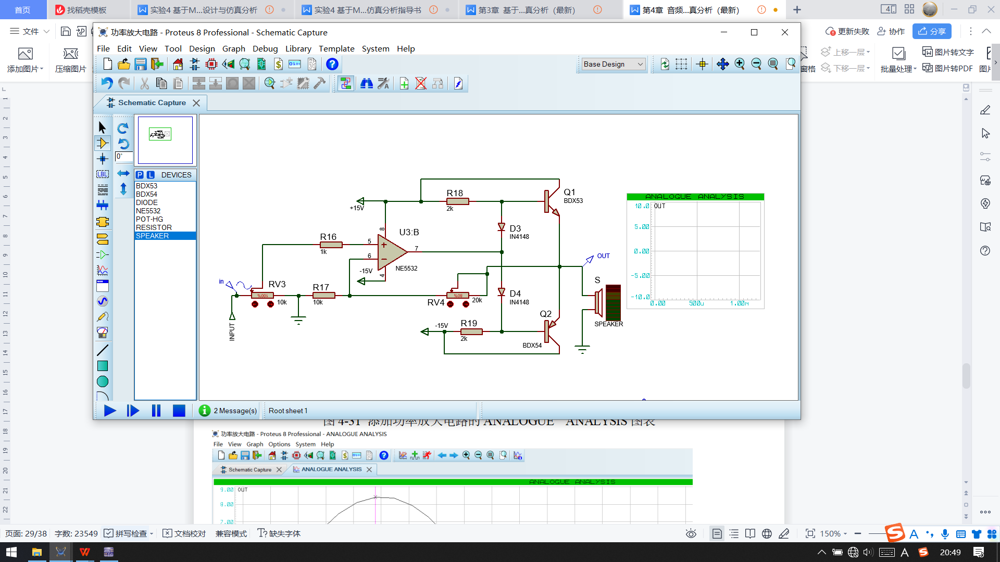 首页
找稻壳模板
实验4 基于M...设计与仿真分析
实验4 基于M...仿真分析指导书
第3章 基于...真分析（最新）
第4章 音频...真分析（最新）
文件
更新失败
协作
分享
添加图片
压缩图片
窗格
上移一层
下移一层
批量处理
图片转文字
图片转PDF
图片
功率放大电路 - Proteus 8 Professional - Schematic Capture
File Edit View Tool Design Graph Debug Library Template System Help
Base Design
Schematic Capture
0°
P L DEVICES
BDX53
BDX54
DIODE
NE5532
POT-HG
RESISTOR
SPEAKER
LBL
R18
2k
+15V
Q1
BDX53
D3
IN4148
U3:B
R16
1k
5
6
7
8
4
NE5532
-15V
in
RV3
100%
10k
INPUT
R17
10k
RV4
80%
20k
D4
IN4148
-15V
R19
2k
Q2
BDX54
OUT
S
SPEAKER
ANALOGUE ANALYSIS
OUT
10.0
5.00
0.00
-5.00
-10.0
0.00 500u 1.00m
2 Message(s)
Root sheet 1
图 4-31 添加功率放大电路的 ANALOGUE ANALYSIS 图表
功率放大电路 - Proteus 8 Professional - ANALOGUE ANALYSIS
File View Graph Options System Help
Schematic Capture
ANALOGUE ANALYSIS
ANALOGUE ANALYSIS
9.00 OUT
8.00
7.00
页面: 29/38 字数: 23549 拼写检查 文档校对 兼容模式 缺失字体
150%
20:49